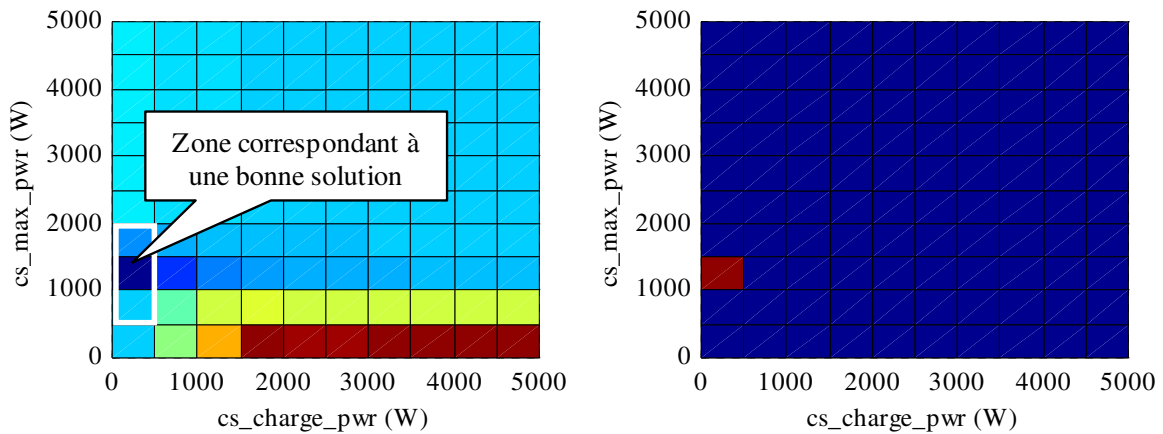 5000
4000
3000
2000
1000
0
cs_max_pwr (W)
Zone correspondant à
une bonne solution
0 1000 2000 3000 4000 5000
cs_charge_pwr (W)
5000
4000
3000
2000
1000
0
cs_max_pwr (W)
0 1000 2000 3000 4000 5000
cs_charge_pwr (W)